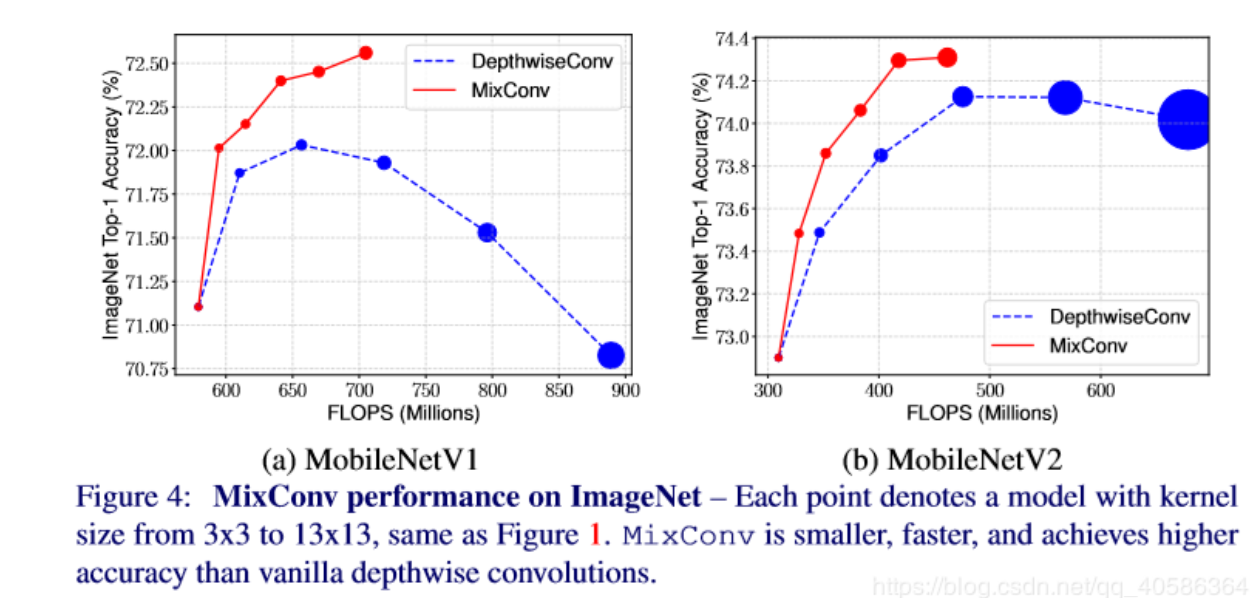 ImageNet Top-1 Accuracy (%)
72.50
72.25
72.00
71.75
71.50
71.25
71.00
70.75
600 650 700 750 800 850 900
FLOPS (Millions)
DepthwiseConv
MixConv
(a) MobileNetV1
ImageNet Top-1 Accuracy (%)
74.4
74.2
74.0
73.8
73.6
73.4
73.2
73.0
300 400 500 600
FLOPS (Millions)
DepthwiseConv
MixConv
(b) MobileNetV2
Figure 4: MixConv performance on ImageNet – Each point denotes a model with kernel
size from 3x3 to 13x13, same as Figure 1. MixConv is smaller, faster, and achieves higher
accuracy than vanilla depthwise convolutions.
https://blog.csdn.net/qq_40586364